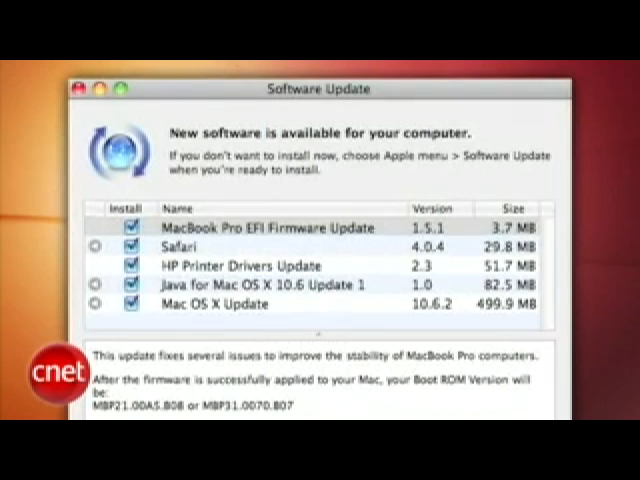 Software Update
New software is available for your computer.
If you don't want to install now, choose Apple menu > Software Update
when you're ready to install.
Install Name Version Size
MacBook Pro EFI Firmware Update 1.5.1 3.7 MB
Safari 4.0.4 29.8 MB
HP Printer Drivers Update 2.3 51.7 MB
Java for Mac OS X 10.6 Update 1 1.0 82.5 MB
Mac OS X Update 10.6.2 499.9 MB
This update fixes several issues to improve the stability of MacBook Pro computers.
After the firmware is successfully applied to your Mac, your Boot ROM Version will
be:
MBP21.00A5.B08 or MBP31.0070.B07
cnet